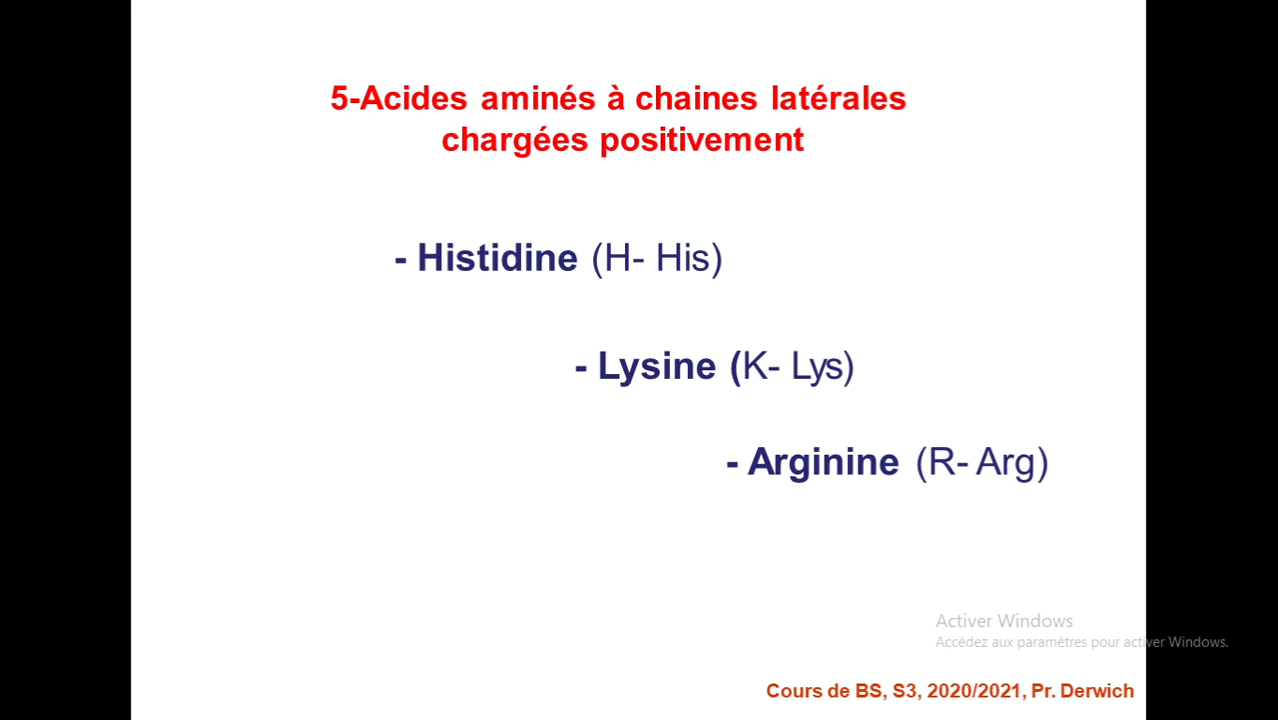 5-Acides aminés à chaines latérales
chargées positivement
- Histidine (H- His)
- Lysine (K- Lys)
- Arginine (R- Arg)
Activer Windows
Accédez aux paramètres pour activer Windows.
Cours de BS, S3, 2020/2021, Pr. Derwich